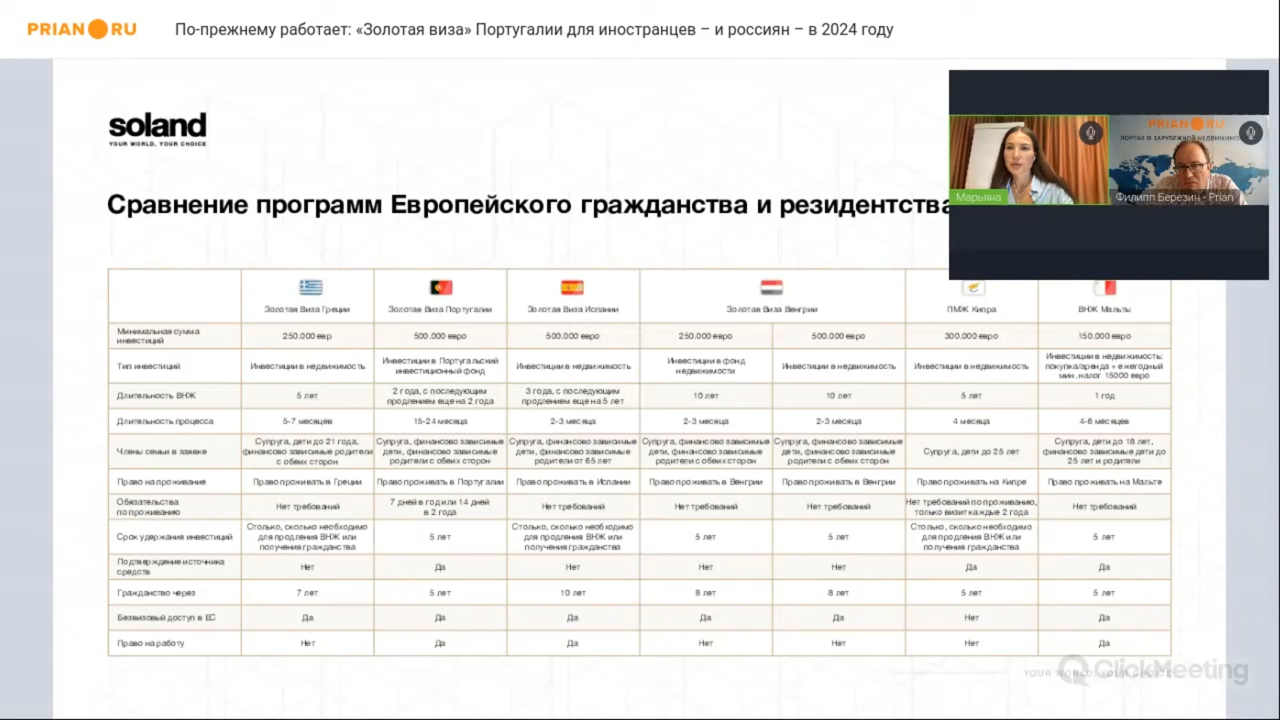 PRIAN RU
По-прежнему работает: «Золотая виза» Португалии для иностранцев – и россиян – в 2024 году
soland
YOUR WORLD, YOUR CHOICE
PRIAN RU
Марьяна
Филипп Березин - Prian
Сравнение программ Европейского гражданства и резидентства
Золотая Виза Греции
Золотая Виза Португалии
Золотая Виза Испании
Золотая Виза Венгрии
ПМЖ Кипра
ВНЖ Мальты
Минимальная сумма
инвестиций
250.000 евр
500.000 евро
500.000 евро
250.000 евро
500.000 евро
300.000 евро
150.000 евро
Тип инвестиций
Инвестиции в недвижимость
Инвестиции в Португальский
инвестиционный фонд
Инвестиции в недвижимость
Инвестиции в фонд
недвижимости
Инвестиции в недвижимость
Инвестиции в недвижимость
Инвестиции в недвижимость:
покупка/аренда + ежегодный
мин. налог 15000 евро
Длительность ВНЖ
5 лет
2 года, с последующим
продлением еще на 2 года
3 года, с последующим
продлением еще на 5 лет
10 лет
10 лет
5 лет
1 год
Длительность процесса
5-7 месяцев
15-24 месяца
2-3 месяца
2-3 месяца
2-3 месяца
4 месяца
4-6 месяцев
Члены семьи в заявке
Супруга, дети до 21 года,
финансово зависимые родители
с обеих сторон
Супруга, финансово зависимые
дети, финансово зависимые
родители с обеих сторон
Супруга, финансово зависимые
дети, финансово зависимые
родители от 65 лет
Супруга, финансово зависимые
дети, финансово зависимые
родители с обеих сторон
Супруга, финансово зависимые
дети, финансово зависимые
родители с обеих сторон
Супруга, дети до 25 лет
Супруга, дети до 18 лет,
финансово зависимые дети до
25 лет и родители
Право на проживание
Право проживать в Греции
Право проживать в Португалии
Право проживать в Испании
Право проживать в Венгрии
Право проживать в Венгрии
Право проживать на Кипре
Право проживать на Мальте
Обязательства
по проживанию
Нет требований
7 дней в год или 14 дней
в 2 года
Нет требований
Нет требований
Нет требований
Нет требований по проживанию,
только визит каждые 2 года
Нет требований
Срок удержания инвестиций
Столько, сколько необходимо
для продления ВНЖ или
получения гражданства
5 лет
Столько, сколько необходимо
для продления ВНЖ или
получения гражданства
5 лет
5 лет
Столько, сколько необходимо
для продления ВНЖ или
получения гражданства
5 лет
Подтверждение источника
средств
Нет
Да
Нет
Нет
Нет
Да
Да
Гражданство через
7 лет
5 лет
10 лет
8 лет
8 лет
5 лет
5 лет
Безвизовый доступ в ЕС
Да
Да
Да
Да
Да
Нет
Да
Право на работу
Нет
Да
Да
Нет
Нет
Нет
Да
YOUR WORLD, YOUR CHOICE
ClickMeeting